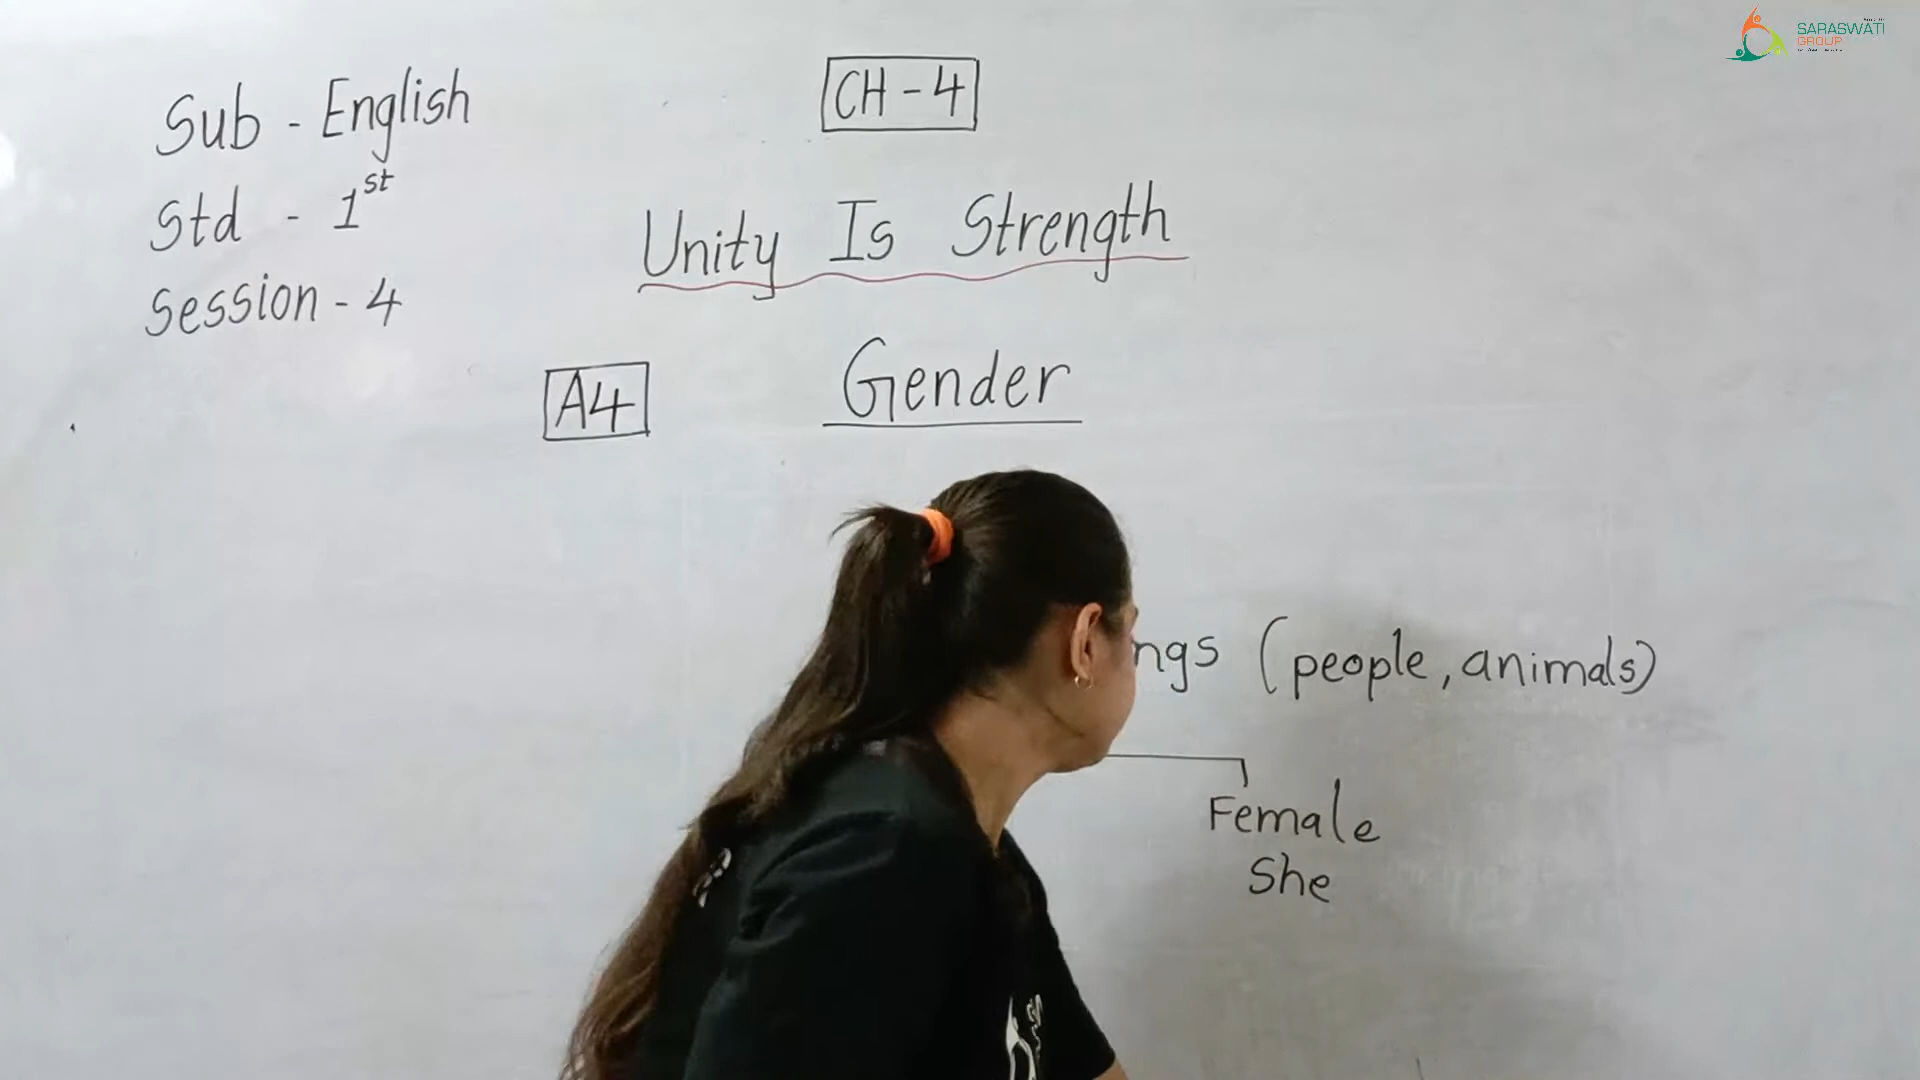 SARASWATI
GROUP
Sub - English
CH - 4
Std - 1st
Unity Is Strength
Session - 4
A4
Gender
ngs (people, animals)
Female
She